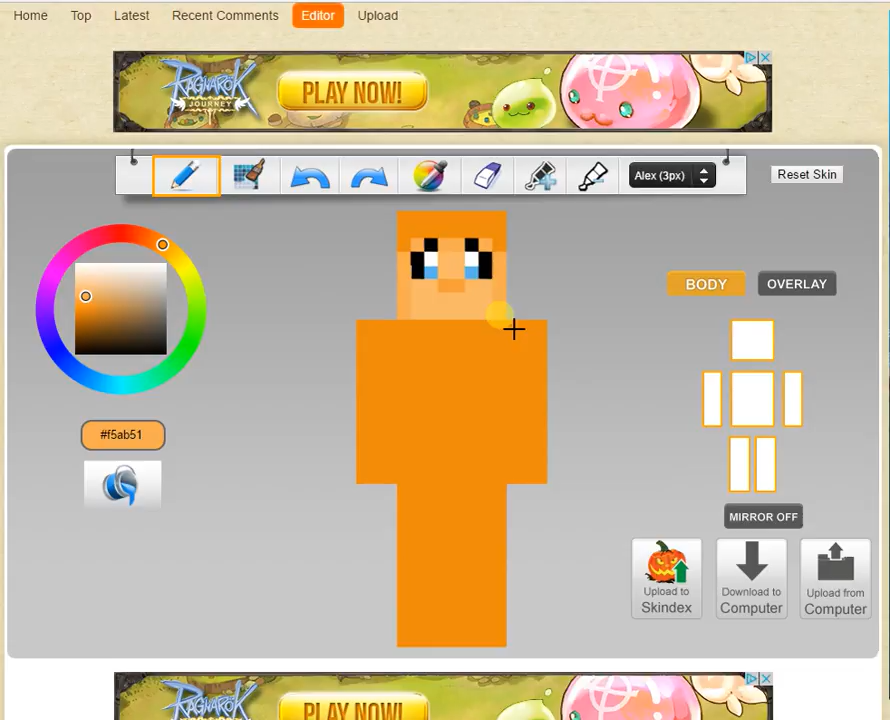 Home Top Latest Recent Comments Editor Upload
RAGNAROK
JOURNEY
PLAY NOW!
Alex (3px)
Reset Skin
BODY OVERLAY
#f5ab51
MIRROR OFF
Upload to
Skindex
Download to
Computer
Upload from
Computer
RAGNAROK
PLAY NOW!